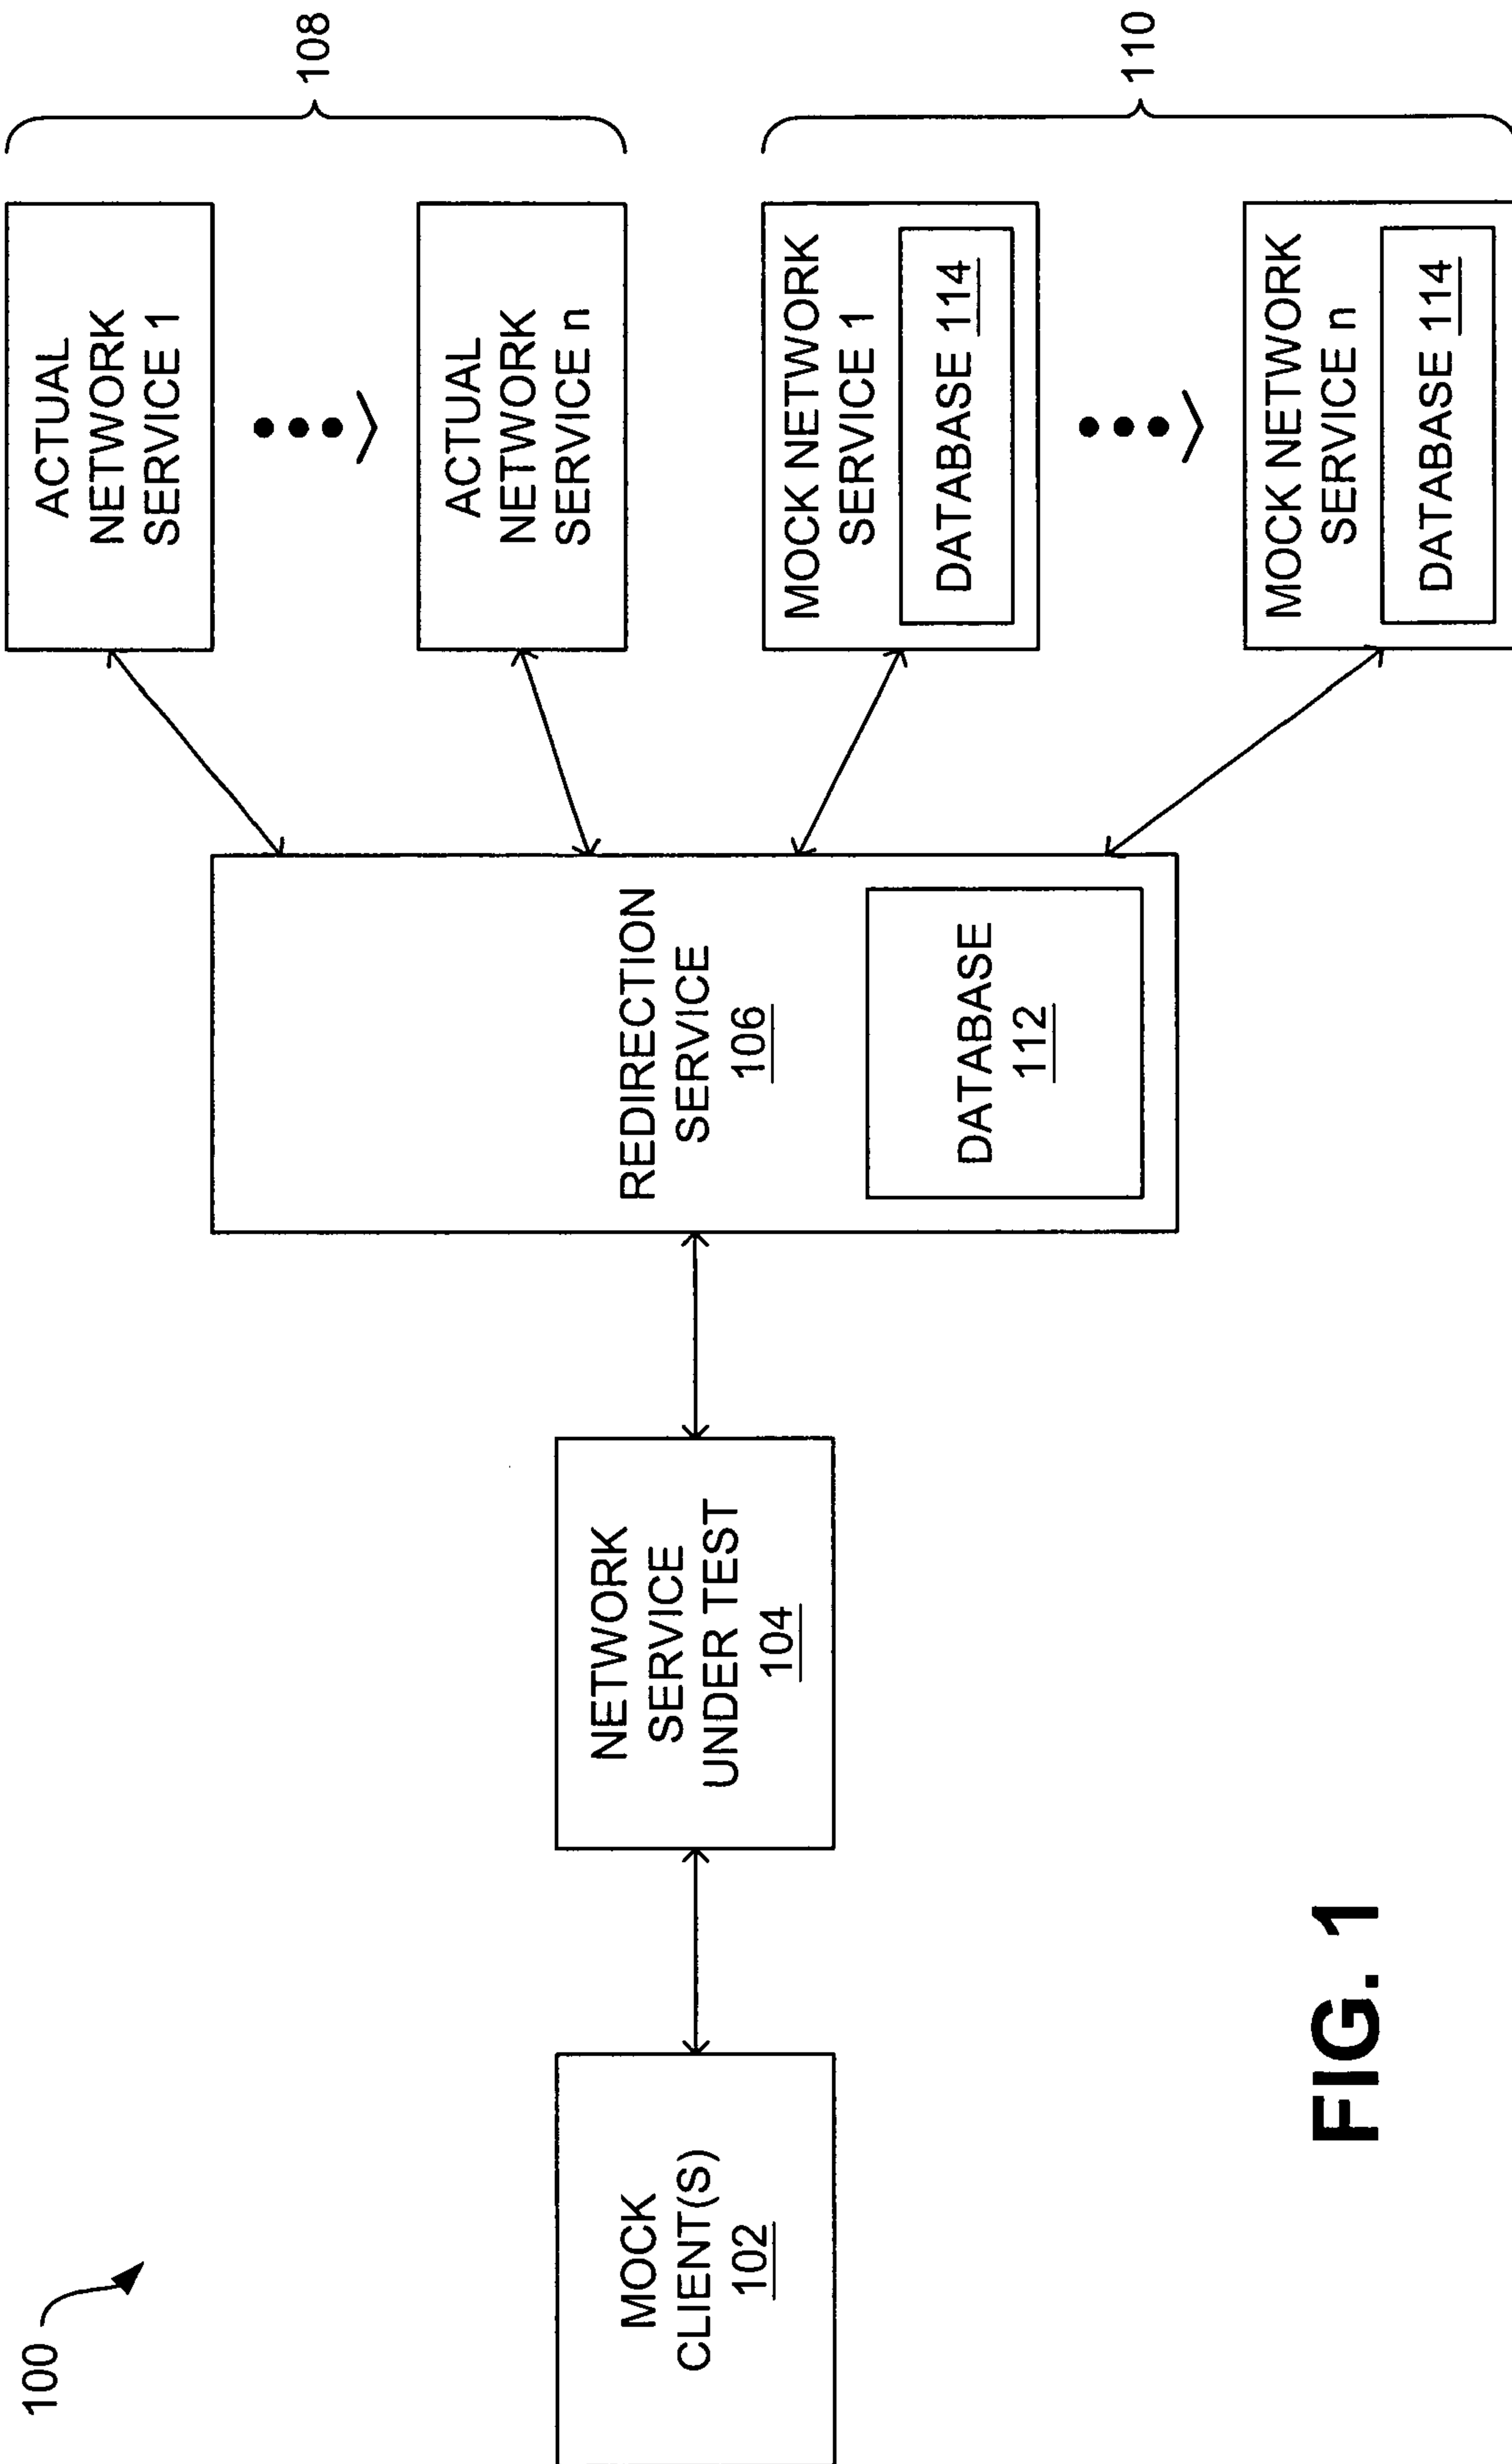 100
MOCK
CLIENT(S)
102
NETWORK
SERVICE
UNDER TEST
104
REDIRECTION
SERVICE
106
DATABASE
112
ACTUAL
NETWORK
SERVICE 1
ACTUAL
NETWORK
SERVICE n
108
MOCK NETWORK
SERVICE 1
DATABASE 114
MOCK NETWORK
SERVICE n
DATABASE 114
110
FIG. 1